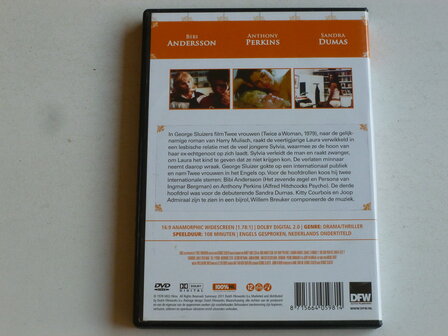 BIBI ANDERSSON
ANTHONY PERKINS
SANDRA DUMAS
In George Sluizers film Twee vrouwen (Twice a Woman, 1979), naar de gelijk-
namige roman van Harry Mulisch, raakt de veertigjarige Laura verwikkeld
in een lesbische relatie met de veel jongere Sylvia, waarmee ze de hoon van
haar ex-echtgenoot op zich laadt. Sylvia verleidt de man en raakt zwanger,
om Laura het kind te geven dat ze niet krijgen kon. De verlaten minnaar
neemt daarop wraak. George Sluizer gokte op een internationaal publiek
en nam Twee vrouwen in het Engels op. Voor de hoofdrollen koos hij twee
internationale sterren: Bibi Andersson (Het zevende zegel en Persona van
Ingmar Bergman) en Anthony Perkins (Alfred Hitchcocks Psycho). De derde
hoofdrol was voor de debuterende Sandra Dumas. Kitty Courbois en Joop
Admiraal zijn te zien in een bijrol, Willem Breuker componeerde de muziek.
16:9 ANAMORPHIC WIDESCREEN [1.78:1] | DOLBY DIGITAL 2.0 | GENRE: DRAMA/THRILLER
SPEELDUUR: 108 MINUTEN | ENGELS GESPROKEN, NEDERLANDS ONDERTITELD
DVD
DOLBY DIGITAL
100%NL
12
DFW
8 715664 059814